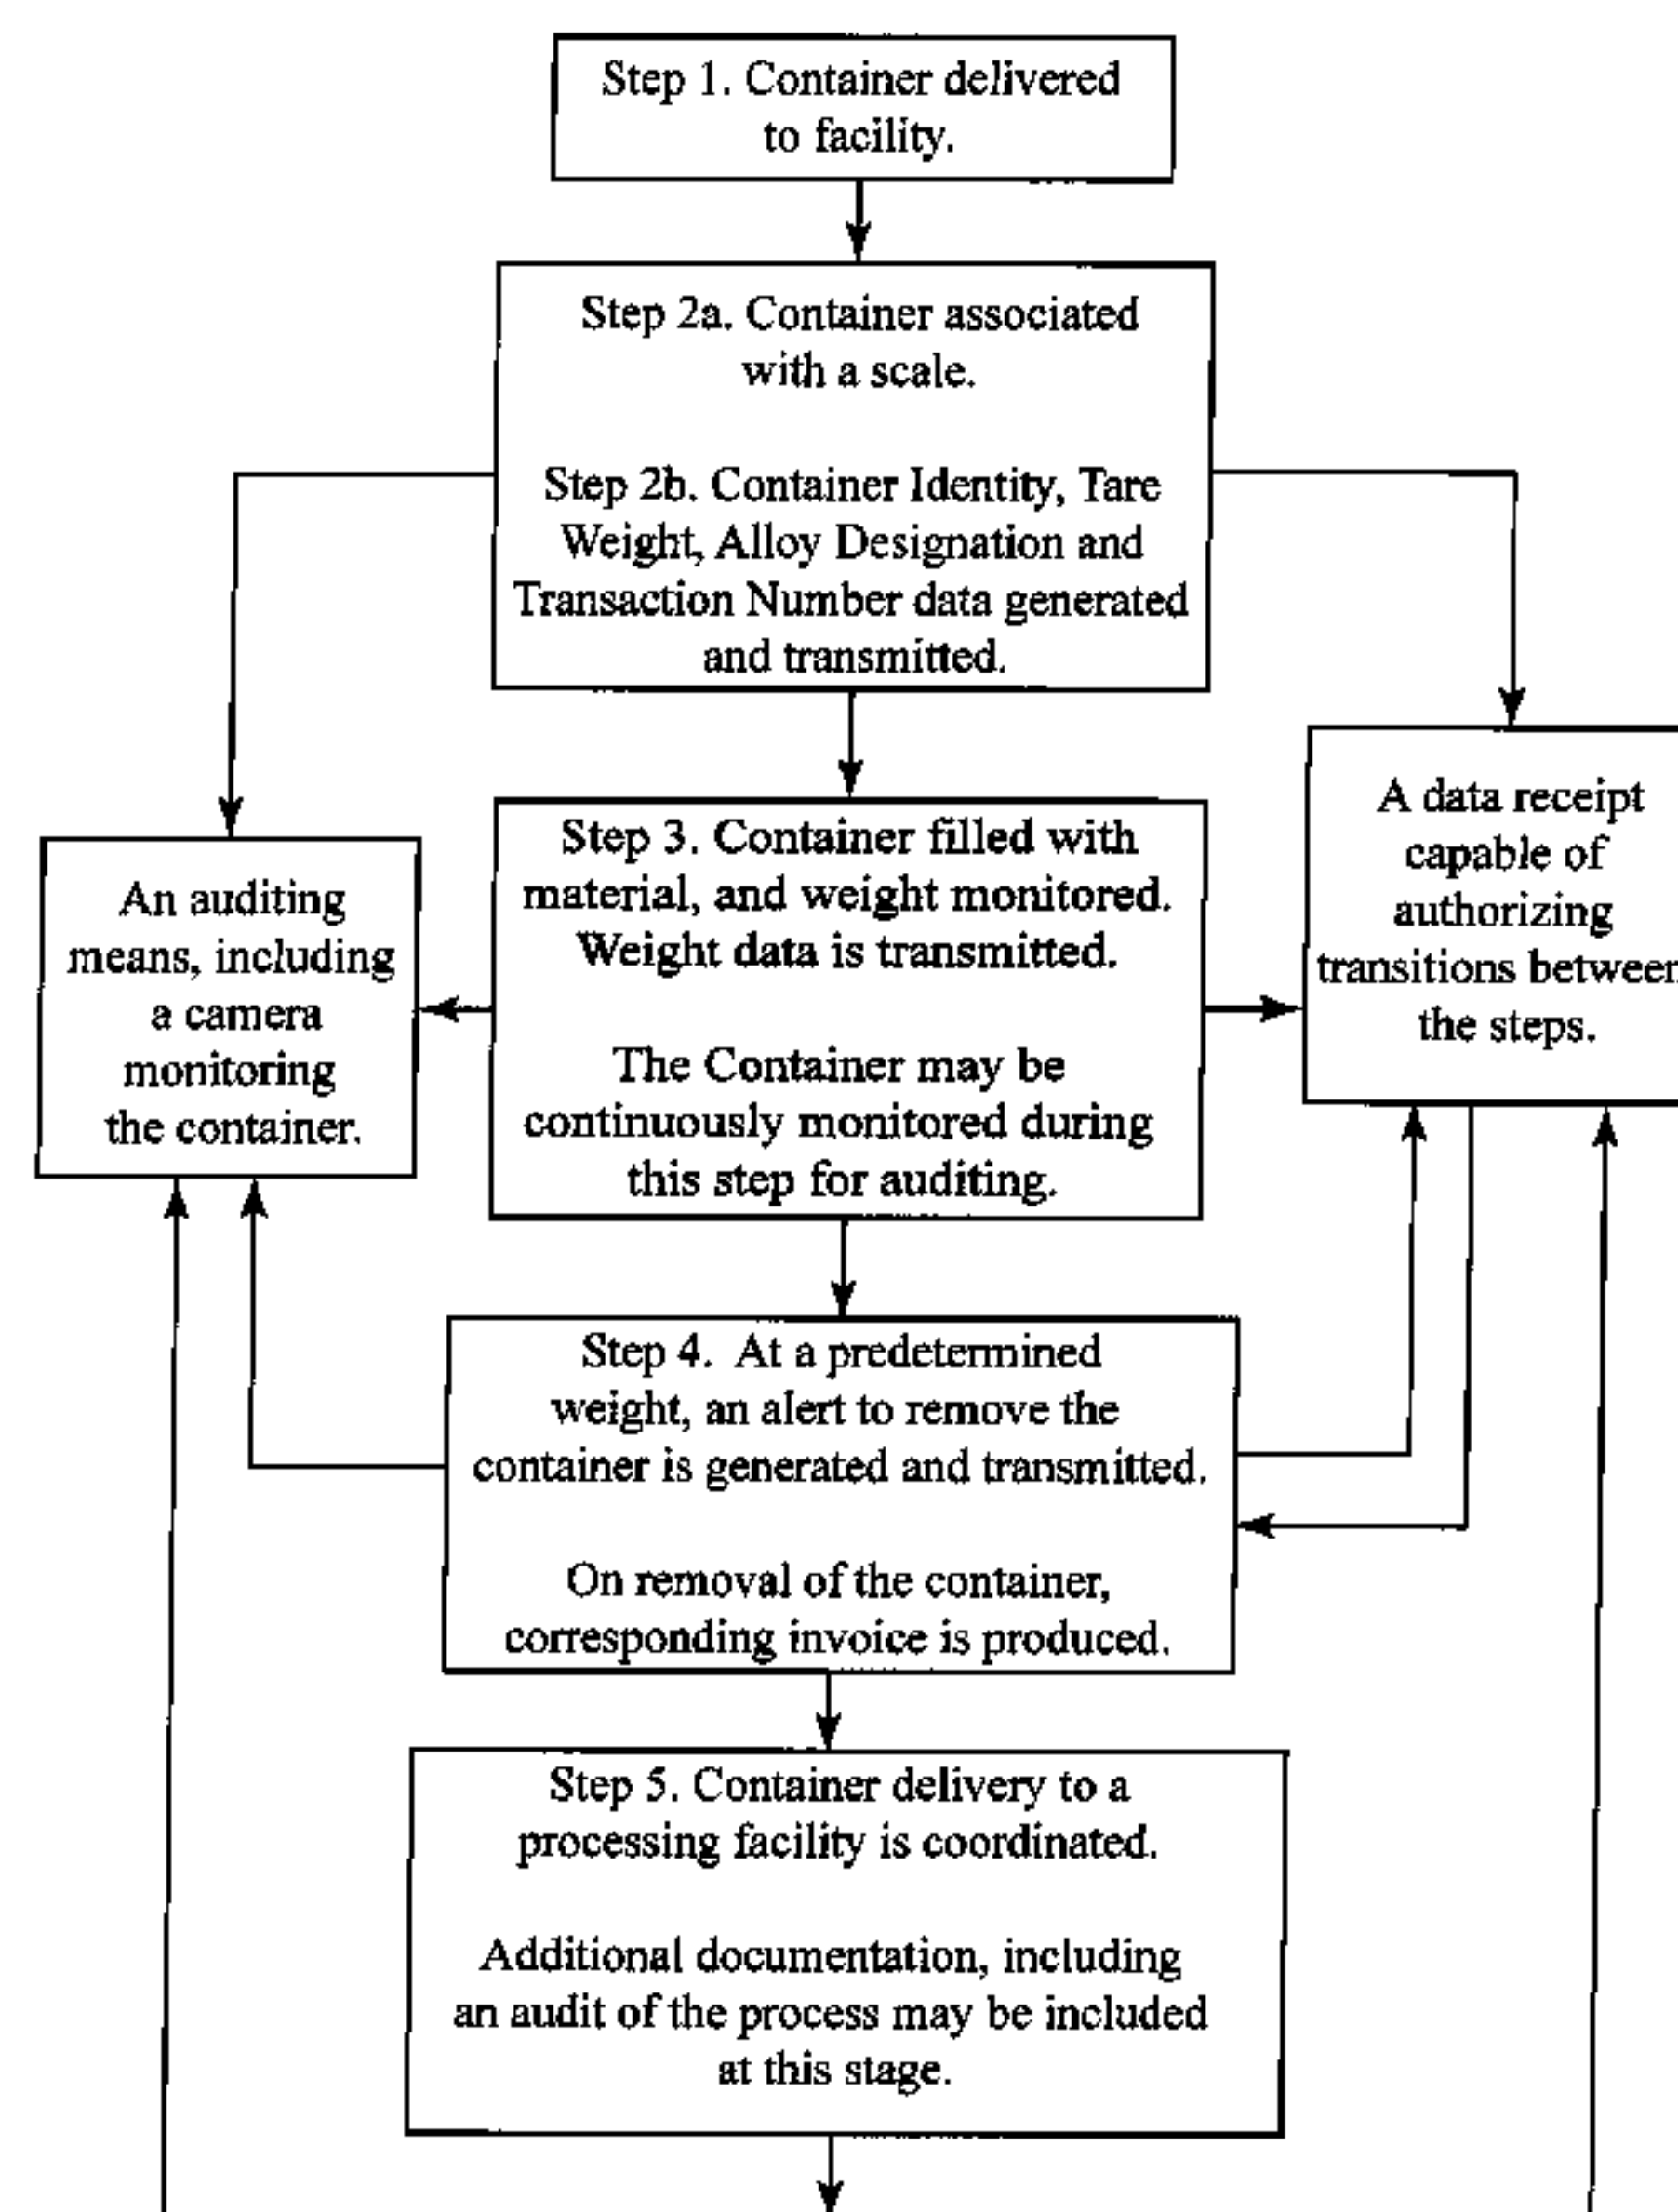 Step 1. Container delivered
to facility.
Step 2a. Container associated
with a scale.
Step 2b. Container Identity, Tare
Weight, Alloy Designation and
Transaction Number data generated
and transmitted.
An auditing
means, including
a camera
monitoring
the container.
Step 3. Container filled with
material, and weight monitored.
Weight data is transmitted.
The Container may be
continuously monitored during
this step for auditing.
A data receipt
capable of
authorizing
transitions between
the steps.
Step 4. At a predetermined
weight, an alert to remove the
container is generated and transmitted.
On removal of the container,
corresponding invoice is produced.
Step 5. Container delivery to a
processing facility is coordinated.
Additional documentation, including
an audit of the process may be included
at this stage.